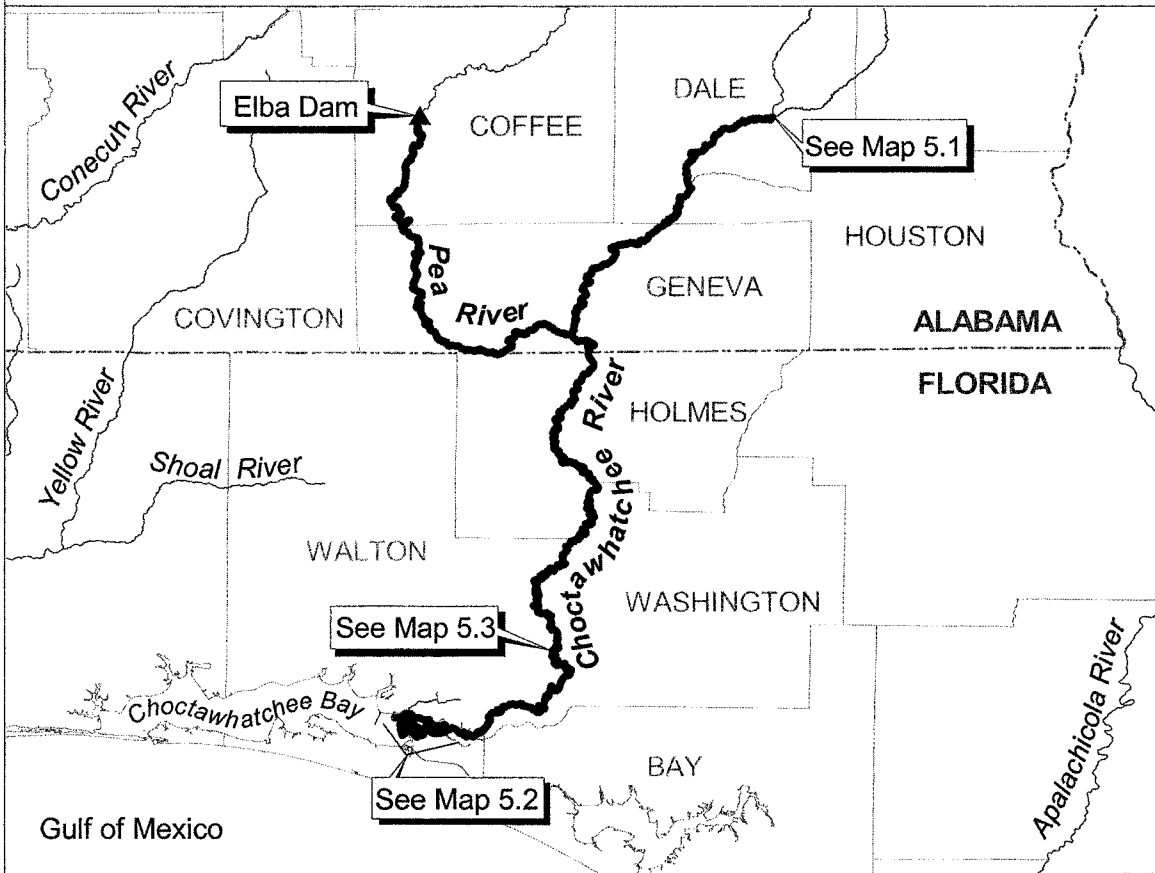 Conecuh River
Elba Dam
COFFEE
DALE
See Map 5.1
HOUSTON
Pea
River
GENEVA
COVINGTON
ALABAMA
FLORIDA
Yellow River
Shoal River
HOLMES
Choctawhatchee River
WALTON
WASHINGTON
See Map 5.3
Choctawhatchee Bay
See Map 5.2
BAY
Apalachicola River
Gulf of Mexico